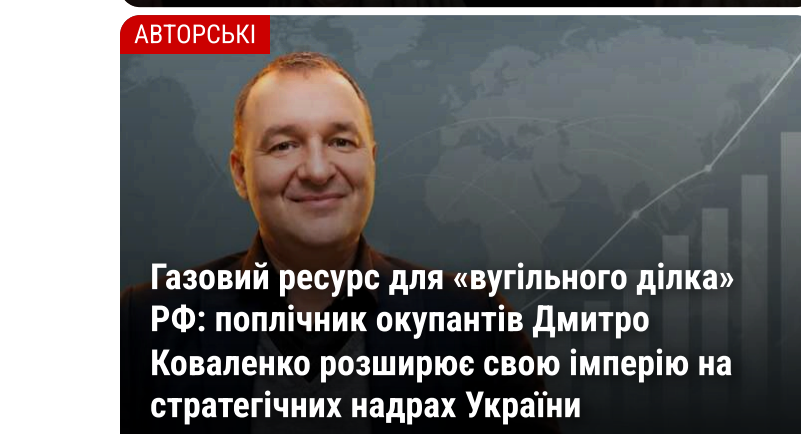 АВТОРСЬКІ
Газовий ресурс для «вугільного ділка»
РФ: поплічник окупантів Дмитро
Коваленко розширює свою імперію на
стратегічних надрах України